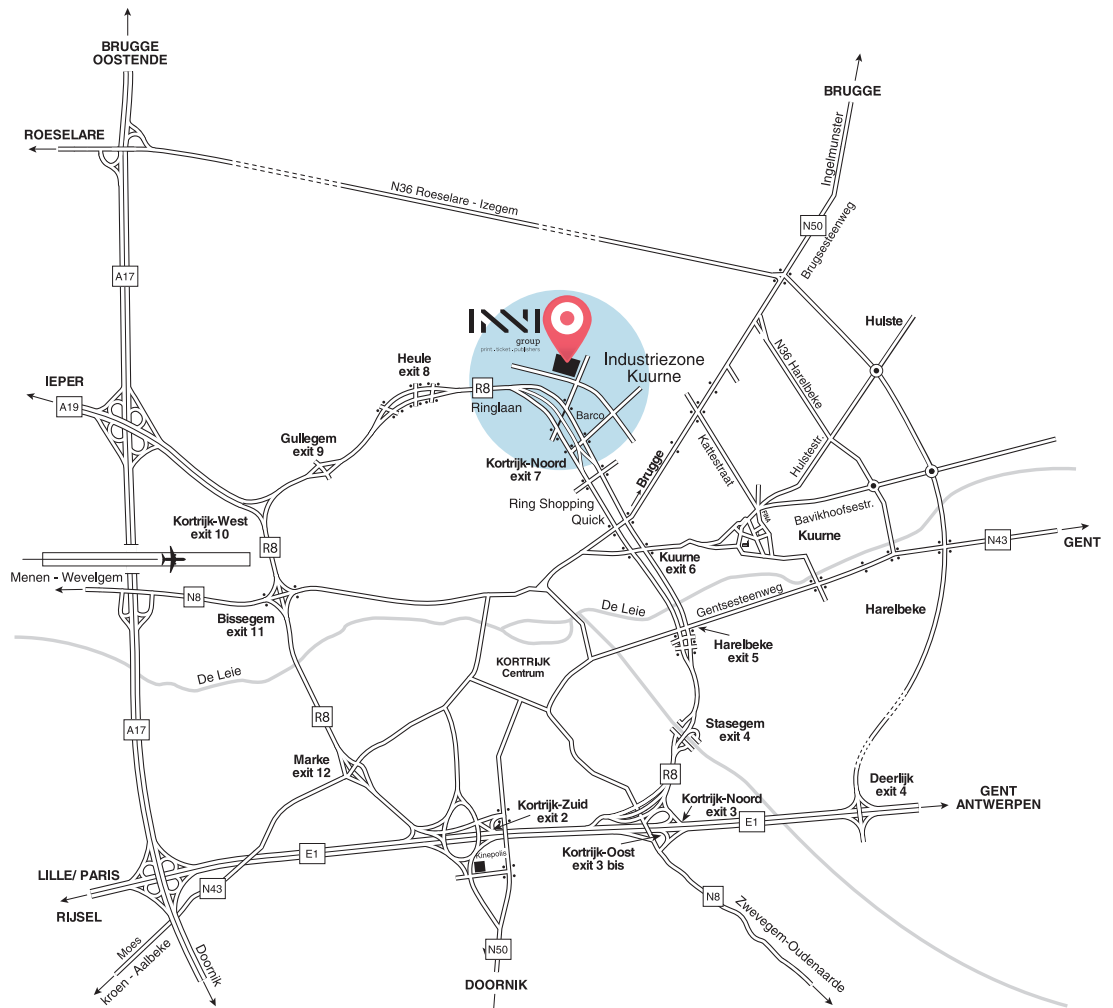 BRUGGE
OOSTENDE
BRUGGE
ROESELARE
Ingelmunster
N36 Roeselare - Izegem
N50
Brugsesteenweg
A17
INNI
group
print.ticket.publishers
Hulste
Industriezone
Kuurne
N36 Harelbeke
Heule
exit 8
IEPER
R8
Ringlaan
A19
Barco
Gullegem
exit 9
Kattestraat
Hulstestr.
Kortrijk-Noord
exit 7
Brugge
Ring Shopping
Quick
Kortrijk-West
exit 10
Bavikhoofsestr.
Kuurne
R8
N43
GENT
Kuurne
exit 6
Menen - Wevelgem
N8
De Leie
Gentsesteenweg
Bissegem
exit 11
Harelbeke
Harelbeke
exit 5
De Leie
KORTRIJK
Centrum
R8
A17
Stasegem
exit 4
Marke
exit 12
R8
Deerlijk
exit 4
GENT
ANTWERPEN
Kortrijk-Zuid
exit 2
Kortrijk-Noord
exit 3
E1
E1
Kinepolis
Kortrijk-Oost
exit 3 bis
LILLE/ PARIS
N43
N8
RIJSEL
Zwevegem-Oudenaarde
Moes
kroen - Aalbeke
Doornik
N50
DOORNIK